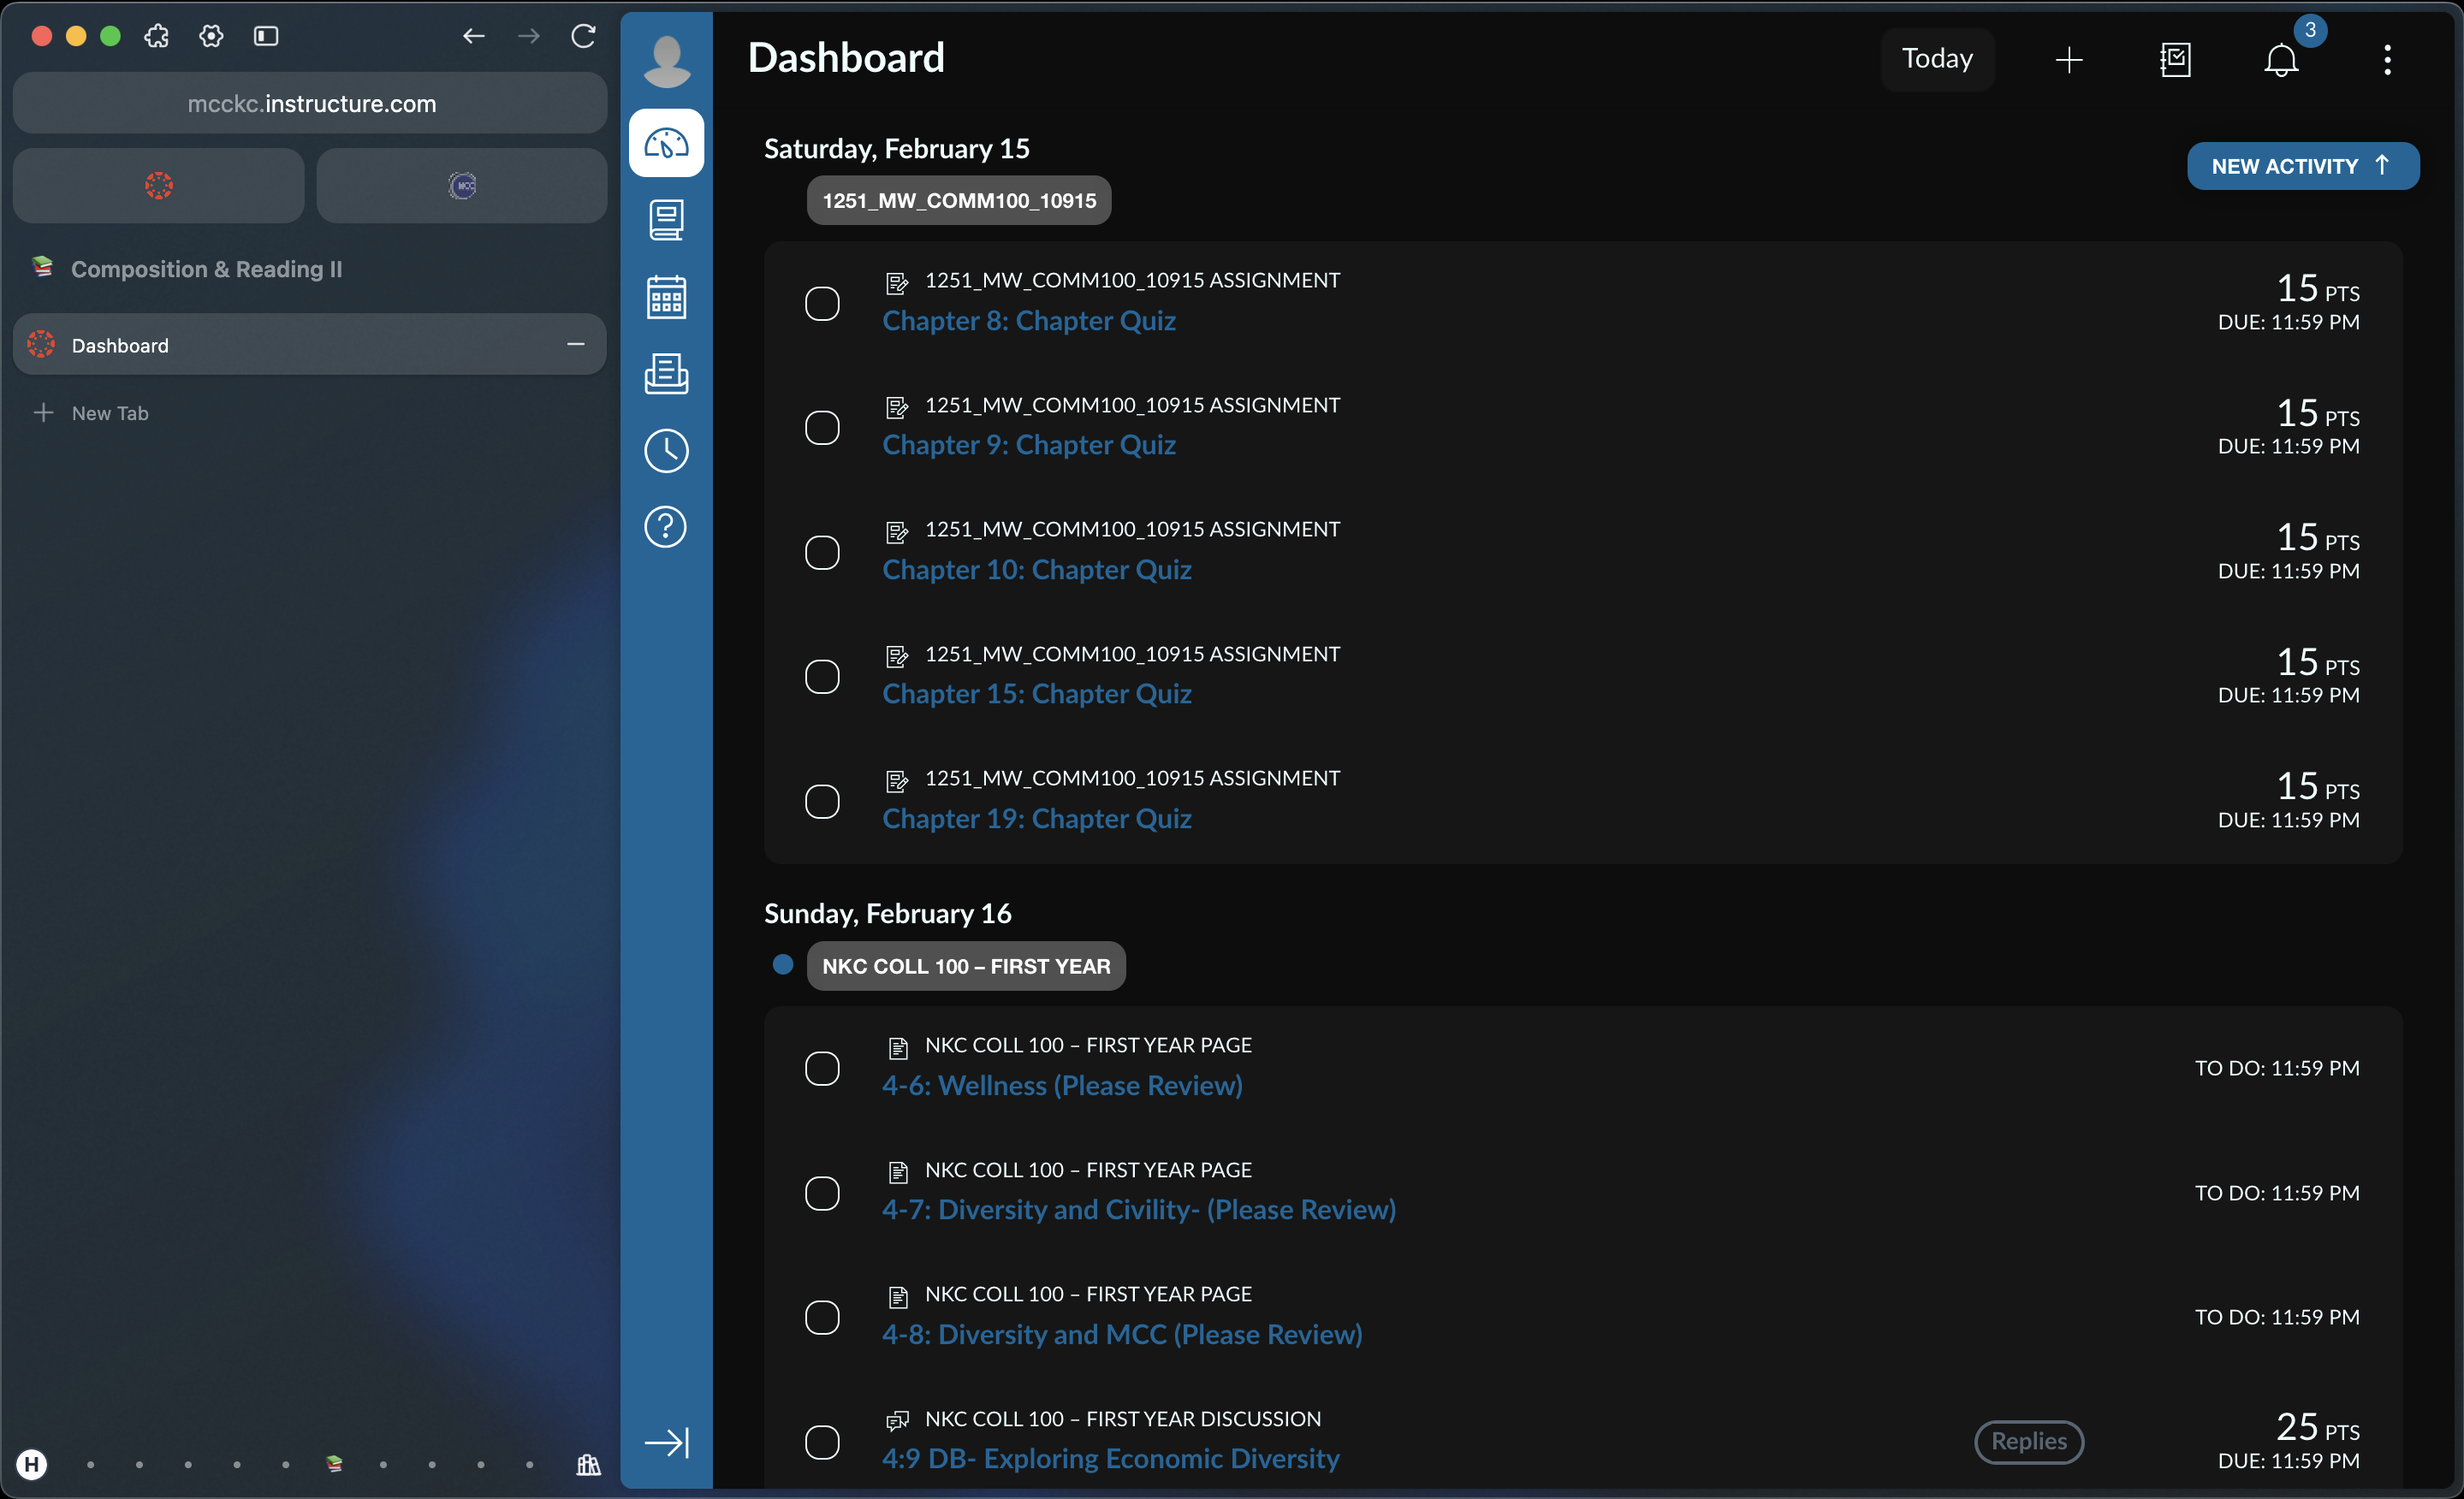 mcckc.instructure.com
MCC
Composition & Reading II
Dashboard
New Tab
H
Dashboard
Today
3
Saturday, February 15
NEW ACTIVITY
1251_MW_COMM100_10915
1251_MW_COMM100_10915 ASSIGNMENT
Chapter 8: Chapter Quiz
15 PTS
DUE: 11:59 PM
1251_MW_COMM100_10915 ASSIGNMENT
Chapter 9: Chapter Quiz
15 PTS
DUE: 11:59 PM
1251_MW_COMM100_10915 ASSIGNMENT
Chapter 10: Chapter Quiz
15 PTS
DUE: 11:59 PM
1251_MW_COMM100_10915 ASSIGNMENT
Chapter 15: Chapter Quiz
15 PTS
DUE: 11:59 PM
1251_MW_COMM100_10915 ASSIGNMENT
Chapter 19: Chapter Quiz
15 PTS
DUE: 11:59 PM
Sunday, February 16
NKC COLL 100 – FIRST YEAR
NKC COLL 100 – FIRST YEAR PAGE
4-6: Wellness (Please Review)
TO DO: 11:59 PM
NKC COLL 100 – FIRST YEAR PAGE
4-7: Diversity and Civility- (Please Review)
TO DO: 11:59 PM
NKC COLL 100 – FIRST YEAR PAGE
4-8: Diversity and MCC (Please Review)
TO DO: 11:59 PM
NKC COLL 100 – FIRST YEAR DISCUSSION
4:9 DB- Exploring Economic Diversity
Replies
25 PTS
DUE: 11:59 PM